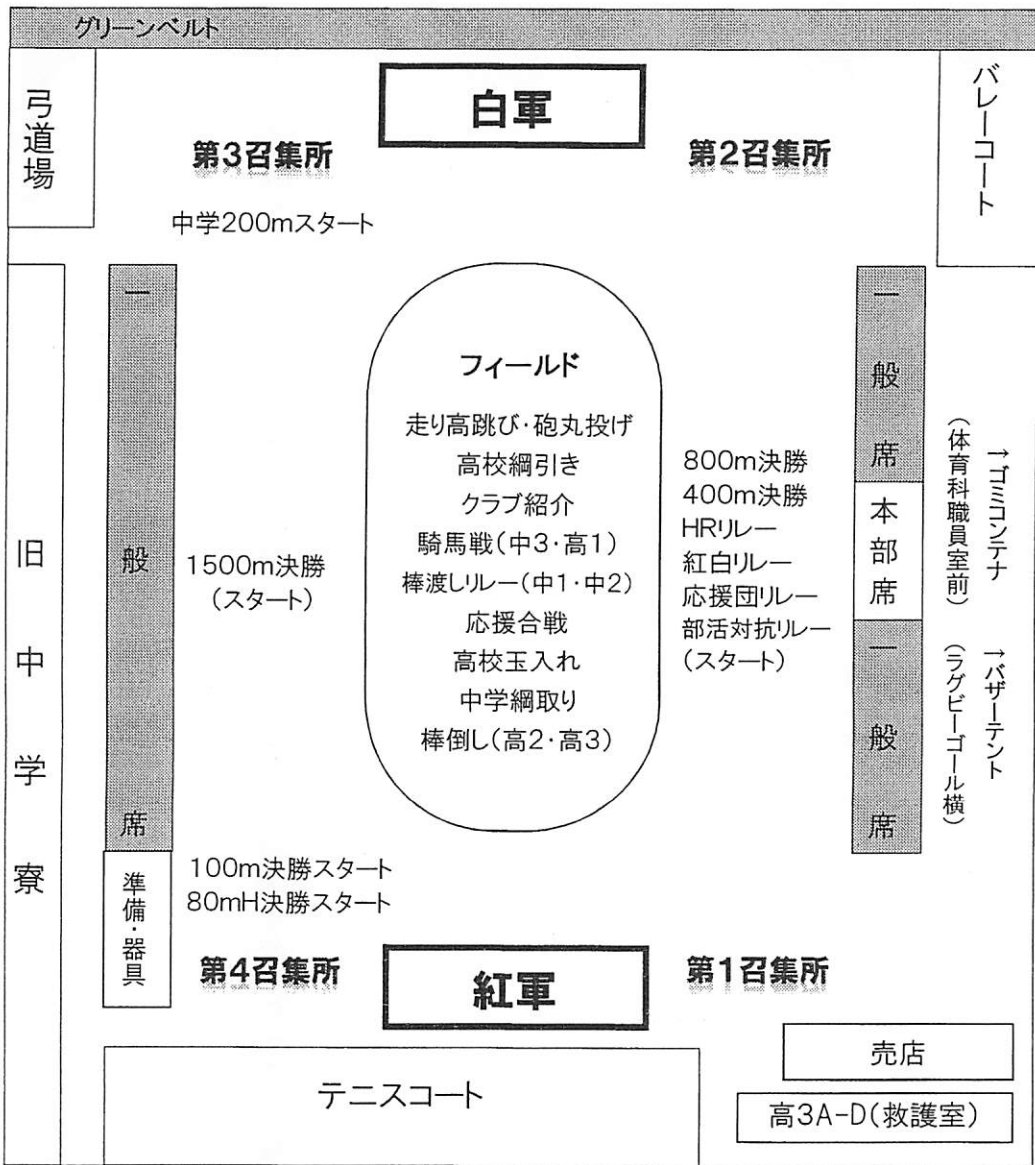 グリーンベルト
弓道場
白軍
バレーコート
第3召集所
第2召集所
中学200mスタート
一般席
一般席
フィールド
走り高跳び・砲丸投げ
高校綱引き
クラブ紹介
騎馬戦(中3・高1)
棒渡しリレー(中1・中2)
応援合戦
高校玉入れ
中学綱取り
棒倒し(高2・高3)
800m決勝
400m決勝
HRリレー
紅白リレー
応援団リレー
部活対抗リレー
(スタート)
本部席
→ゴミコンテナ
(体育科職員室前)
旧中学寮
1500m決勝
(スタート)
一般席
→バザーテント
(ラグビーゴール横)
準備・器具
100m決勝スタート
80mH決勝スタート
第4召集所
紅軍
第1召集所
売店
テニスコート
高3A-D(救護室)